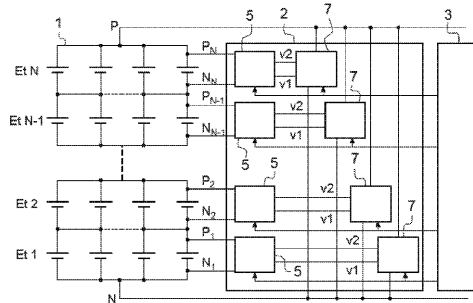 1 P 5 2 7 3
P_N v2
Et N N_N v1 7
P_N-1 v2
Et N-1 N_N-1 v1
5 7
P_2 5 v2
Et 2 N_2 v1 7
P_1 v2
Et 1 N_1 v1
N 5